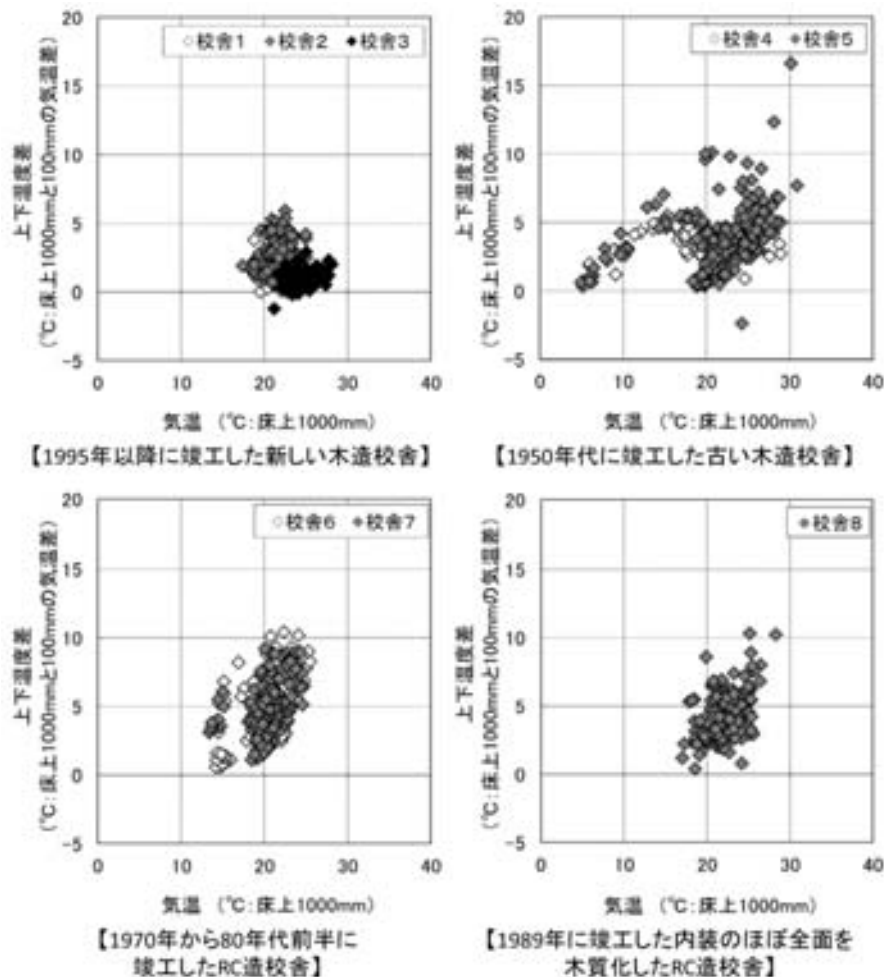 20
15
10
5
0
-5
◇校舎1 ◈校舎2 ◆校舎3
上下温度差
(℃:床上1000mmと100mmの気温差)
0 10 20 30 40
気温 (℃:床上1000mm)
【1995年以降に竣工した新しい木造校舎】
20
15
10
5
0
-5
◇校舎4 ◈校舎5
上下温度差
(℃:床上1000mmと100mmの気温差)
0 10 20 30 40
気温 (℃:床上1000mm)
【1950年代に竣工した古い木造校舎】
20
15
10
5
0
-5
◇校舎6 ◈校舎7
上下温度差
(℃:床上1000mmと100mmの気温差)
0 10 20 30 40
気温 (℃:床上1000mm)
【1970年から80年代前半に
竣工したRC造校舎】
20
15
10
5
0
-5
◈校舎8
上下温度差
(℃:床上1000mmと100mmの気温差)
0 10 20 30 40
気温 (℃:床上1000mm)
【1989年に竣工した内装のほぼ全面を
木質化したRC造校舎】